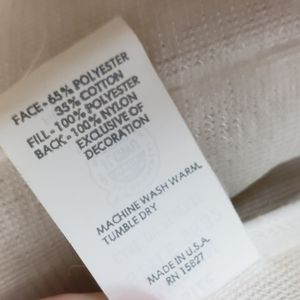 FACE - 65% POLYESTER
35% COTTON
FILL - 100% POLYESTER
BACK - 100% NYLON
EXCLUSIVE OF
DECORATION
MACHINE WASH WARM,
TUMBLE DRY
MADE IN U.S.A.
RN 15827